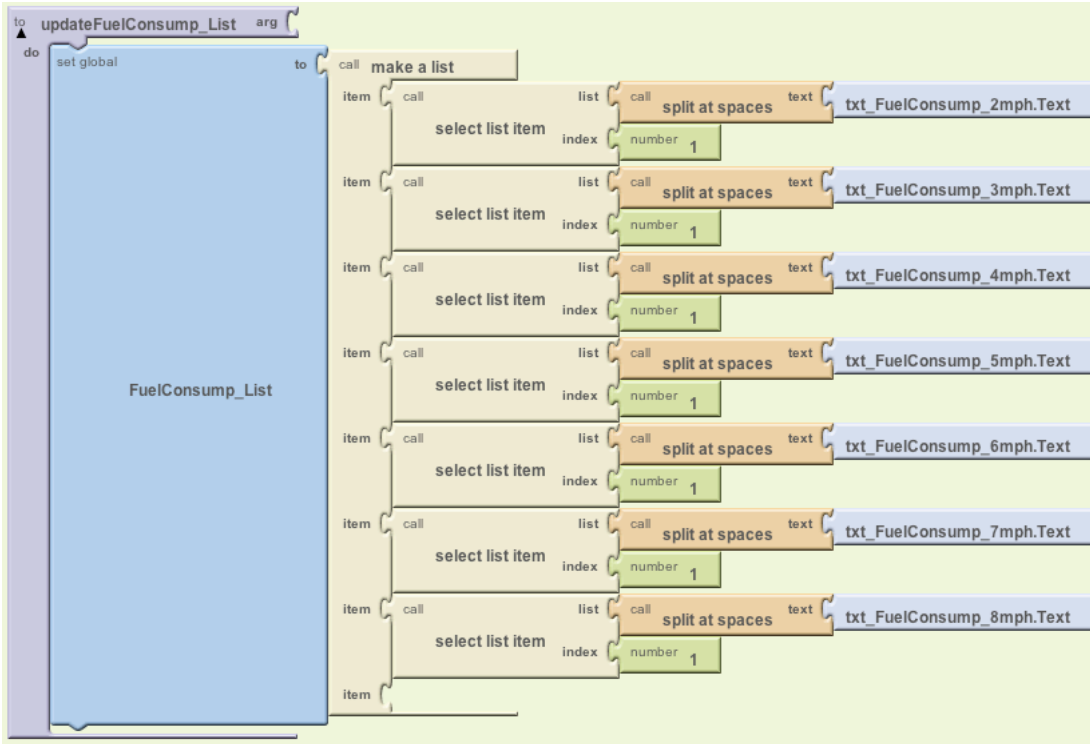 to updateFuelConsump_List arg
do
set global to call make a list
item call list call split at spaces text txt_FuelConsump_2mph.Text
select list item
index number 1
item call list call split at spaces text txt_FuelConsump_3mph.Text
select list item
index number 1
item call list call split at spaces text txt_FuelConsump_4mph.Text
select list item
index number 1
item call list call split at spaces text txt_FuelConsump_5mph.Text
select list item
index number 1
FuelConsump_List
item call list call split at spaces text txt_FuelConsump_6mph.Text
select list item
index number 1
item call list call split at spaces text txt_FuelConsump_7mph.Text
select list item
index number 1
item call list call split at spaces text txt_FuelConsump_8mph.Text
select list item
index number 1
item